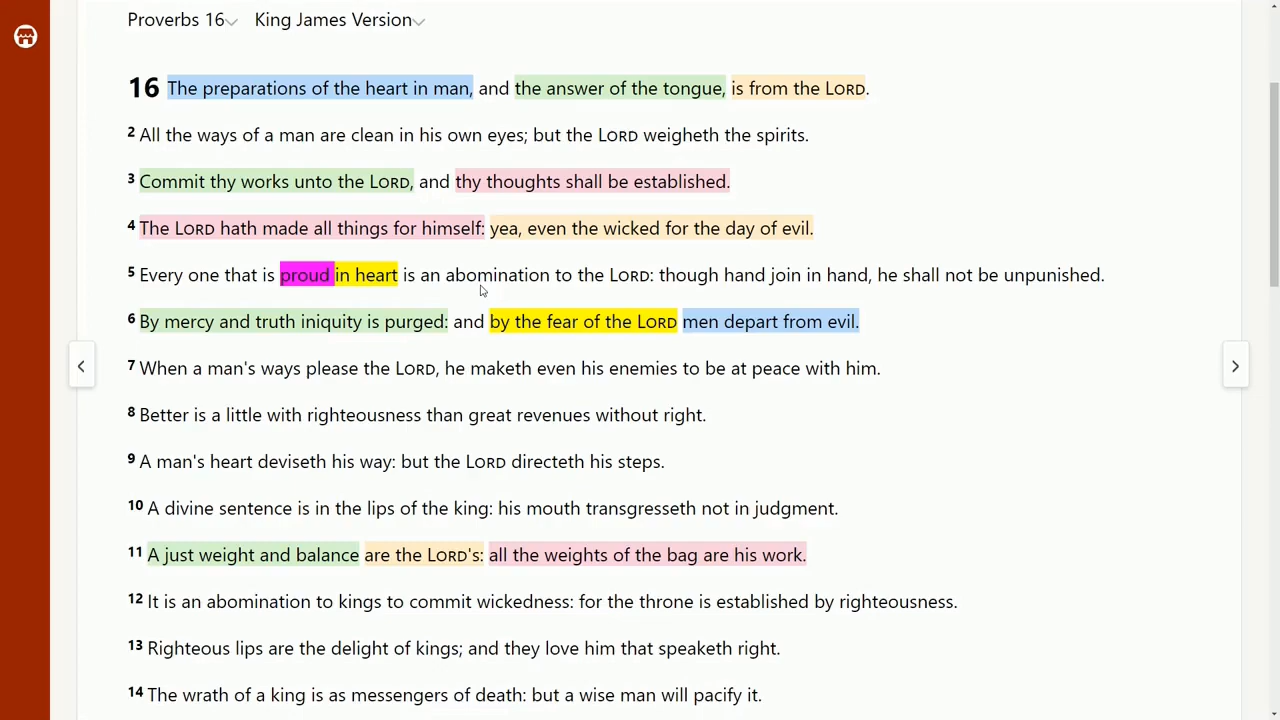 Proverbs 16 King James Version
16 The preparations of the heart in man, and the answer of the tongue, is from the LORD.
2 All the ways of a man are clean in his own eyes; but the LORD weigheth the spirits.
3 Commit thy works unto the LORD, and thy thoughts shall be established.
4 The LORD hath made all things for himself: yea, even the wicked for the day of evil.
5 Every one that is proud in heart is an abomination to the LORD: though hand join in hand, he shall not be unpunished.
6 By mercy and truth iniquity is purged: and by the fear of the LORD men depart from evil.
7 When a man's ways please the LORD, he maketh even his enemies to be at peace with him.
8 Better is a little with righteousness than great revenues without right.
9 A man's heart deviseth his way: but the LORD directeth his steps.
10 A divine sentence is in the lips of the king: his mouth transgresseth not in judgment.
11 A just weight and balance are the LORD's: all the weights of the bag are his work.
12 It is an abomination to kings to commit wickedness: for the throne is established by righteousness.
13 Righteous lips are the delight of kings; and they love him that speaketh right.
14 The wrath of a king is as messengers of death: but a wise man will pacify it.